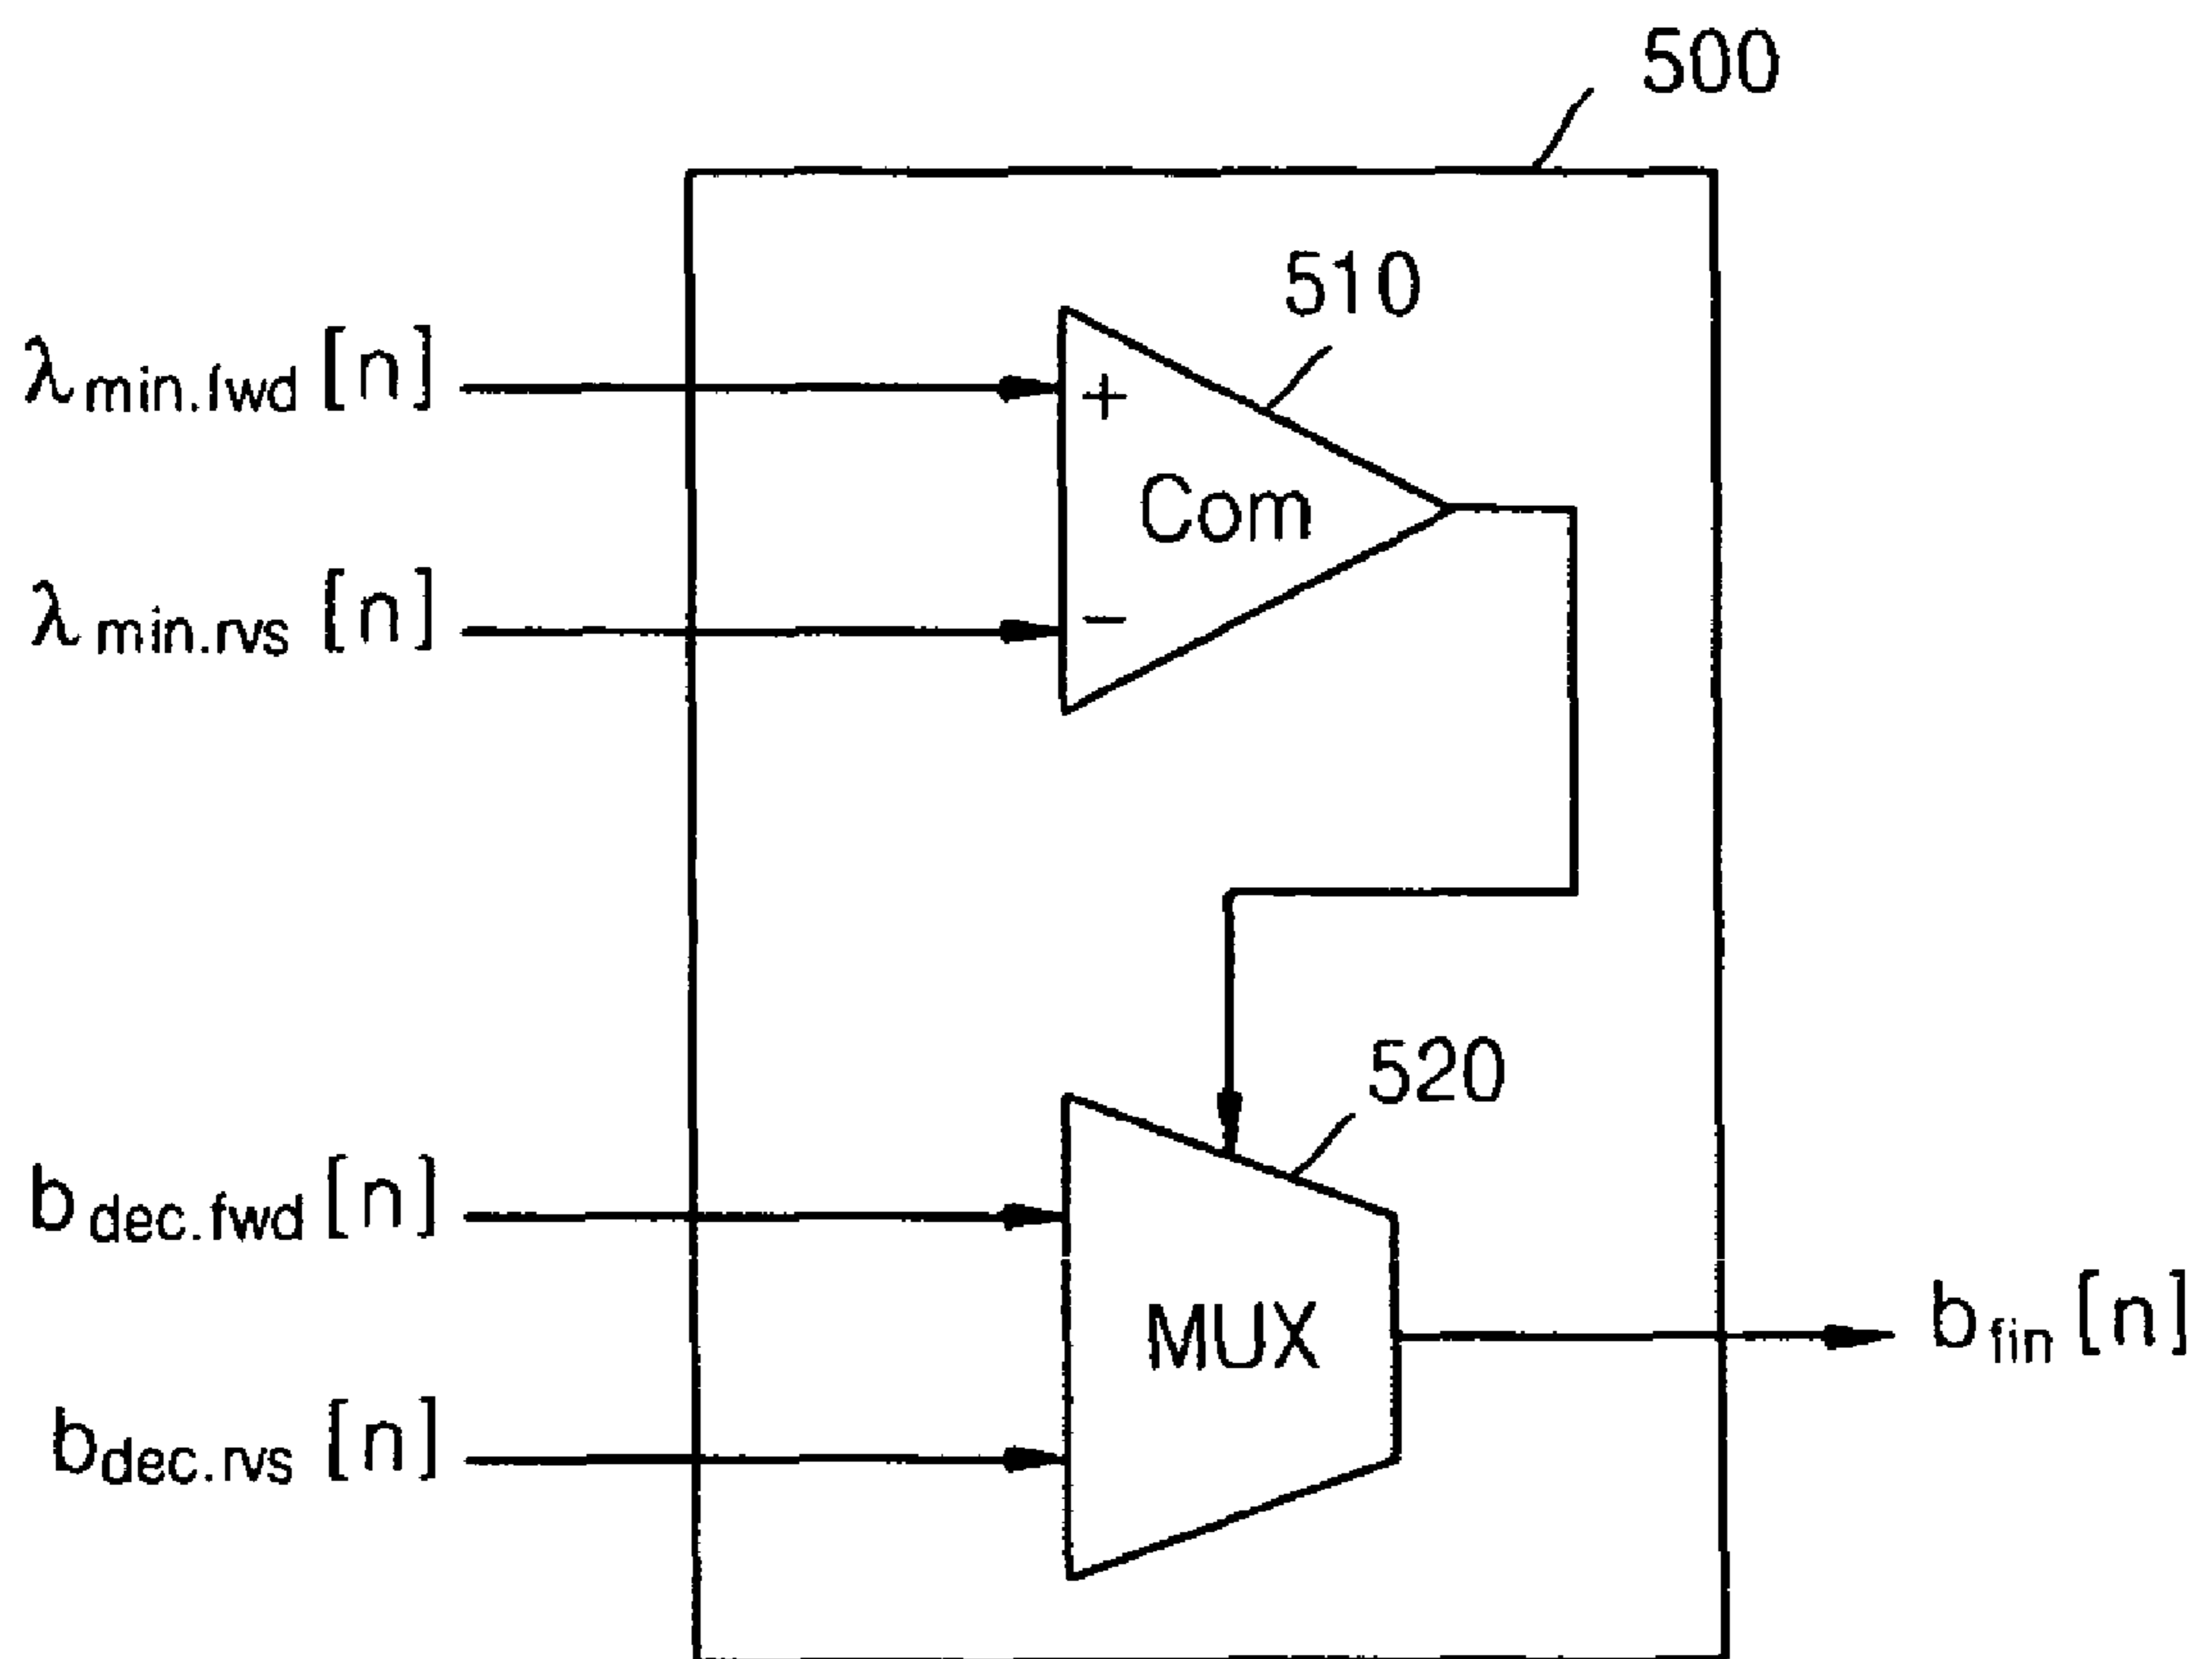 500
510
λmin.fwd [n]
+
Com
λmin.rvs [n]
−
520
bdec.fwd [n]
MUX
bfin [n]
bdec.rvs [n]